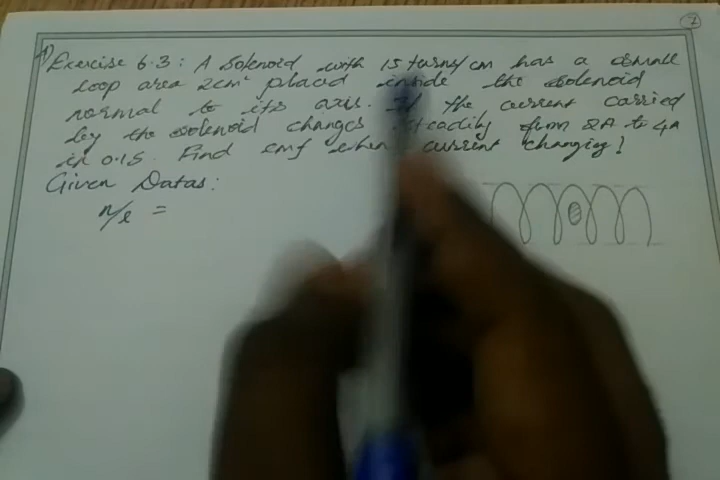 7
1) Exercise 6.3: A Solenoid with 15 turns/cm has a small
loop area 2cm² placed inside the solenoid
normal to its axis. If the current carried
by the solenoid changes steadily from 2A to 4A
in 0.1s. Find emf when current changing!
Given Datas:
n/l =